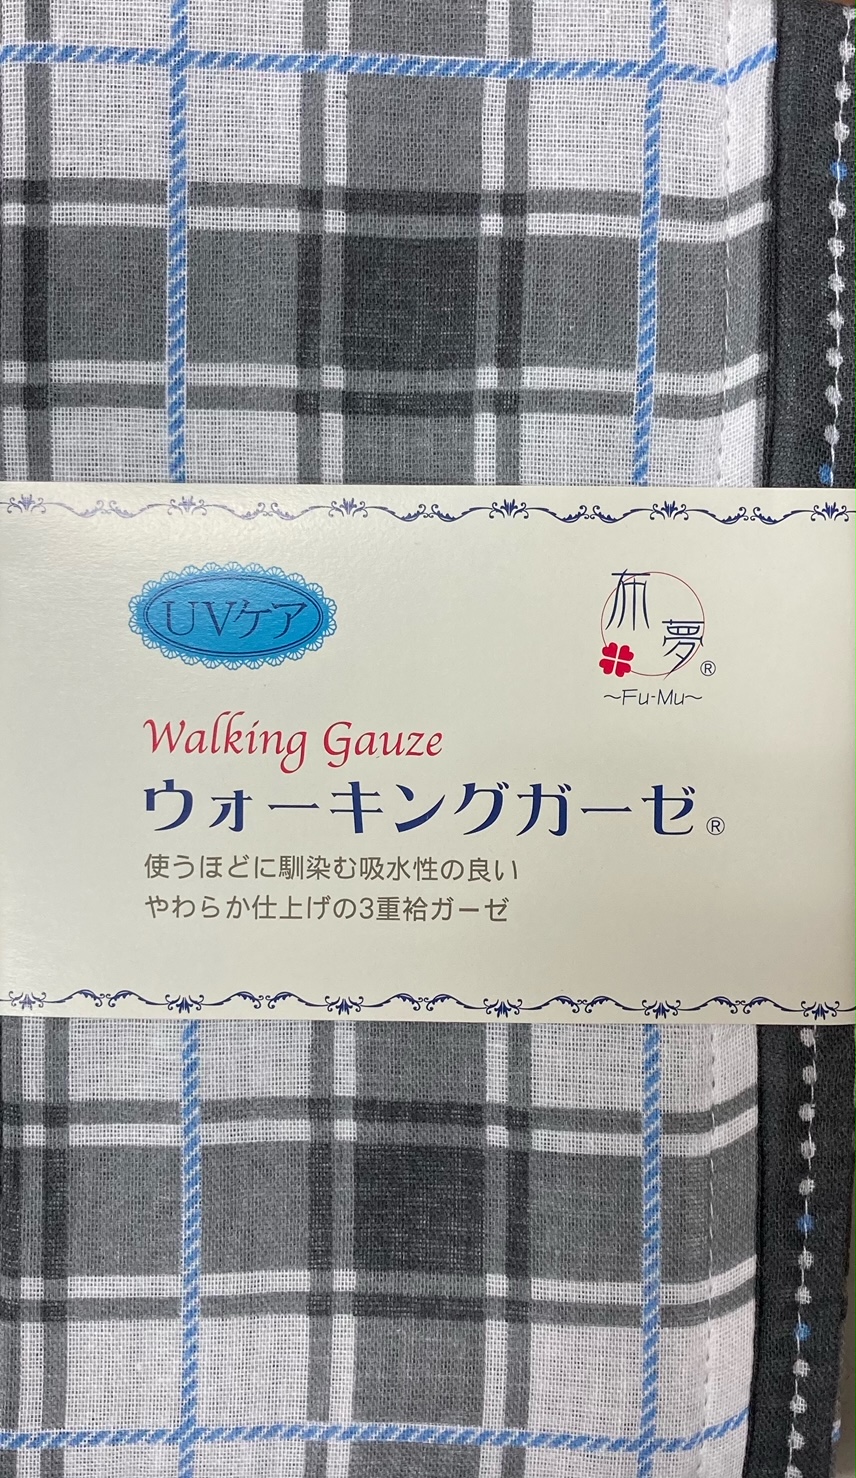 UVケア
布夢®
～Fu-Mu～
Walking Gauze
ウォーキングガーゼ®
使うほどに馴染む吸水性の良い
やわらか仕上げの3重袷ガーゼ